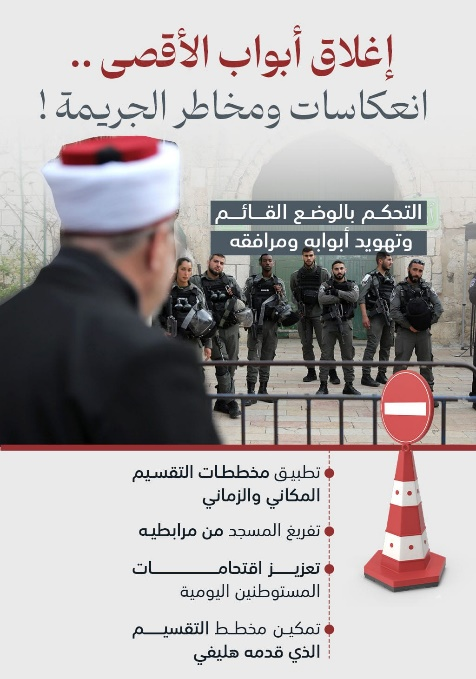 إغلاق أبواب الأقصى ..
انعكاسات ومخاطر الجريمة !
التحكم بالوضع القائم
وتهويد أبوابه ومرافقه
تطبيق مخططات التقسيم
المكاني والزماني
تفريغ المسجد من مرابطيه
تعزيز اقتحامات
المستوطنين اليومية
تمكين مخطط التقسيم
الذي قدمه هليفي